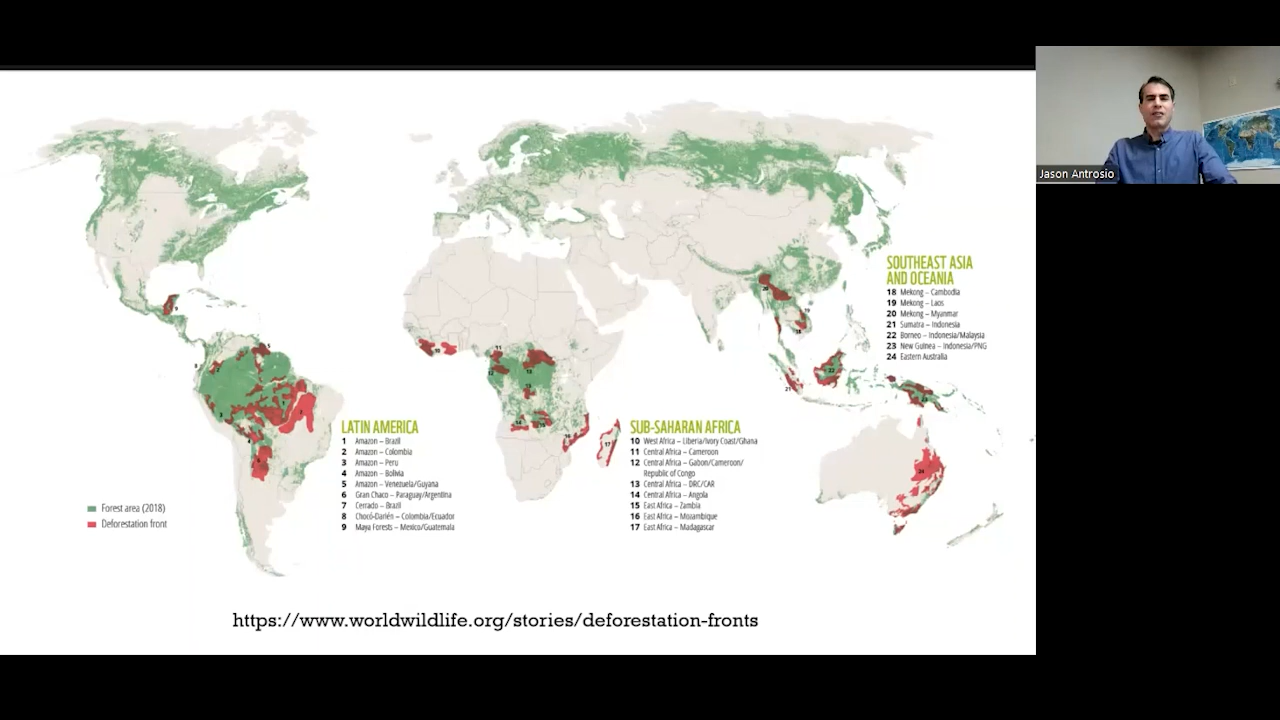 Jason Antrosio
SOUTHEAST ASIA
AND OCEANIA
18 Mekong – Cambodia
19 Mekong – Laos
20 Mekong – Myanmar
21 Sumatra – Indonesia
22 Borneo – Indonesia/Malaysia
23 New Guinea – Indonesia/PNG
24 Eastern Australia
LATIN AMERICA
1 Amazon – Brazil
2 Amazon – Colombia
3 Amazon – Peru
4 Amazon – Bolivia
5 Amazon – Venezuela/Guyana
6 Gran Chaco – Paraguay/Argentina
7 Cerrado – Brazil
8 Chocó-Darién – Colombia/Ecuador
9 Maya Forests – Mexico/Guatemala
SUB-SAHARAN AFRICA
10 West Africa – Liberia/Ivory Coast/Ghana
11 Central Africa – Cameroon
12 Central Africa – Gabon/Cameroon/
Republic of Congo
13 Central Africa – DRC/CAR
14 Central Africa – Angola
15 East Africa – Zambia
16 East Africa – Mozambique
17 East Africa – Madagascar
Forest area (2018)
Deforestation front
https://www.worldwildlife.org/stories/deforestation-fronts